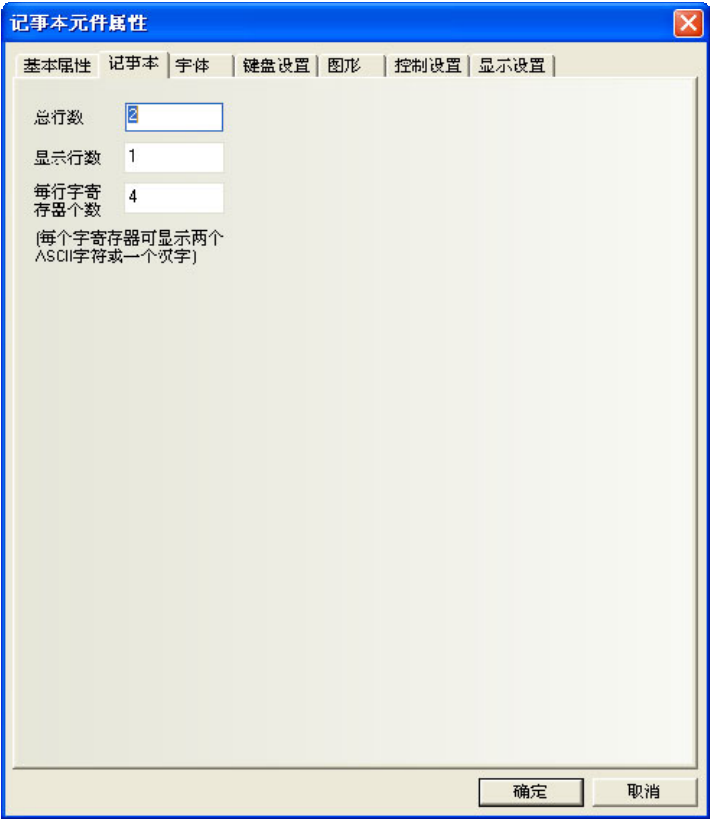 记事本元件属性
基本属性 记事本 字体 键盘设置 图形 控制设置 显示设置
总行数 2
显示行数 1
每行字寄
存器个数 4
(每个字寄存器可显示两个
ASCII字符或一个汉字)
确定 取消